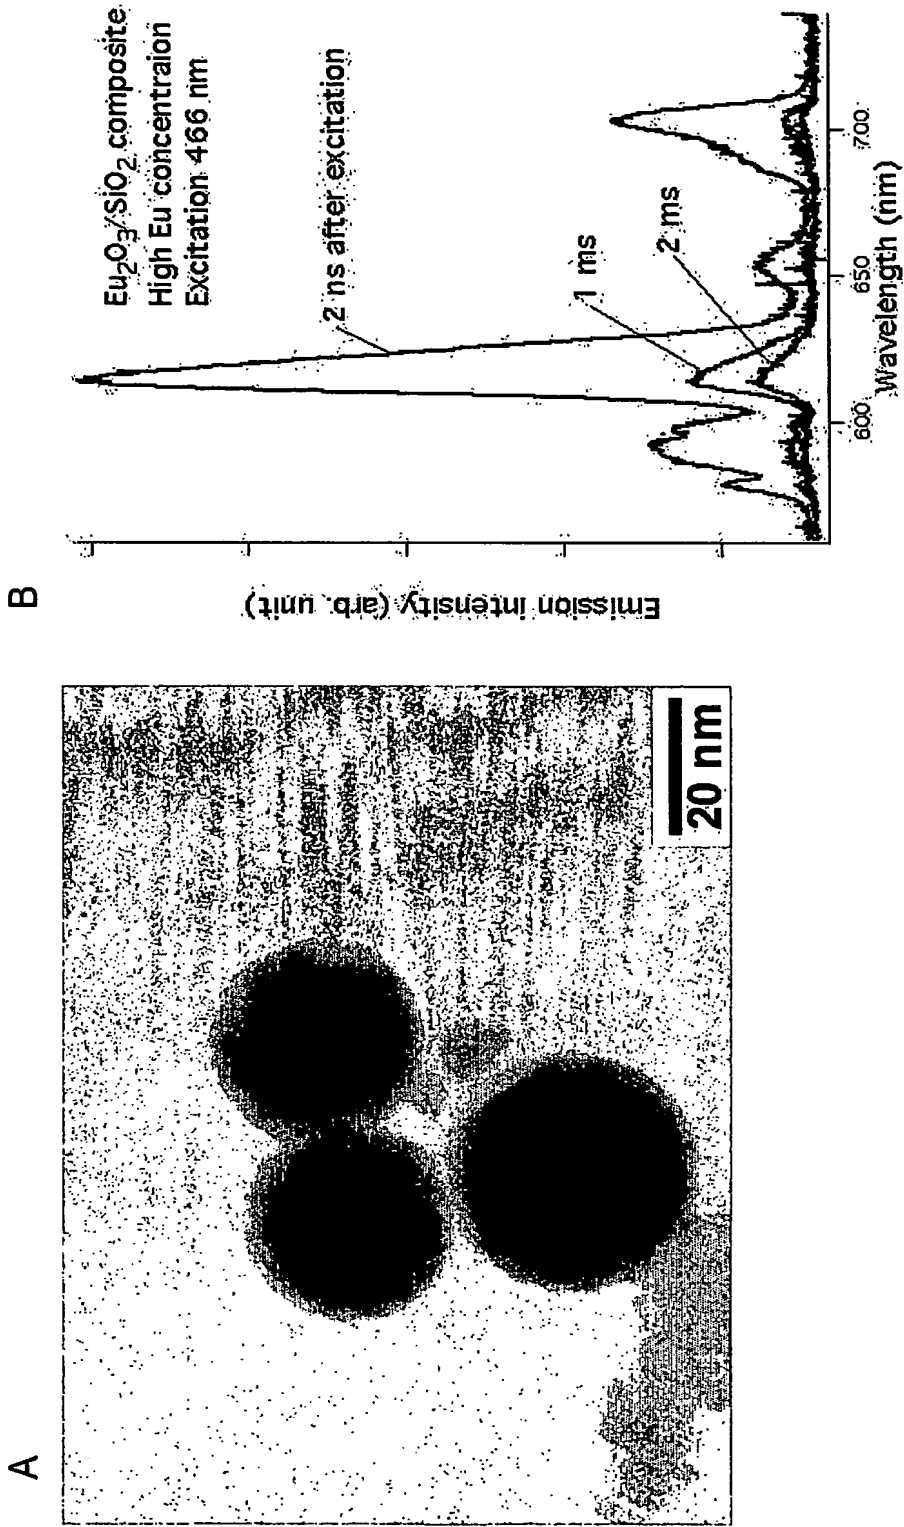 A
20 nm
B
Eu₂O₃/SiO₂ composite
High Eu concentraion
Excitation 466 nm
2 ns after excitation
1 ms
2 ms
Emission intensity (arb. unit)
600
650
700
Wavelength (nm)